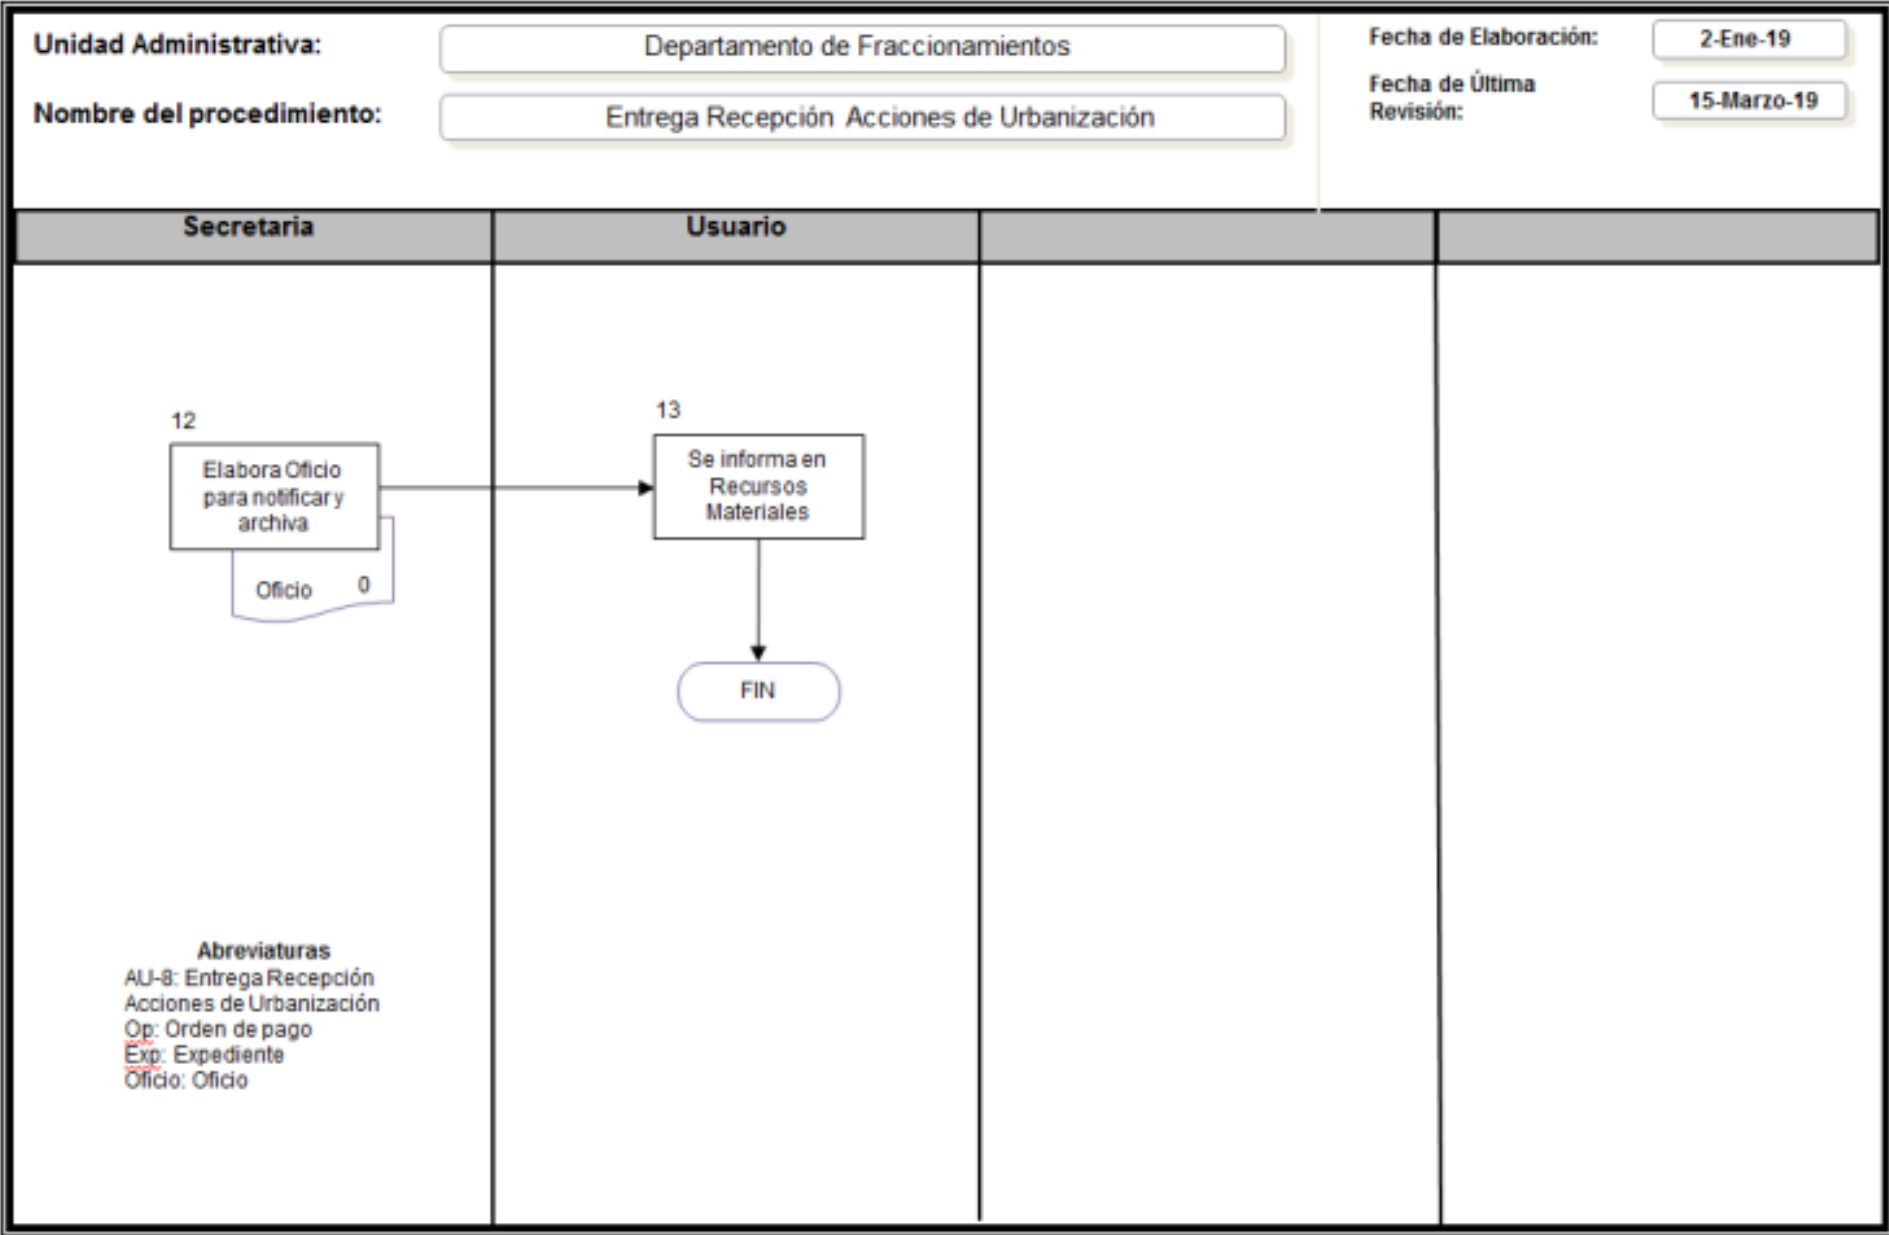 Unidad Administrativa:
Departamento de Fraccionamientos
Fecha de Elaboración:
2-Ene-19
Nombre del procedimiento:
Entrega Recepción Acciones de Urbanización
Fecha de Última
Revisión:
15-Marzo-19
Secretaria
Usuario
12
Elabora Oficio
para notificar y
archiva
Oficio 0
13
Se informa en
Recursos
Materiales
FIN
Abreviaturas
AU-8: Entrega Recepción
Acciones de Urbanización
Op: Orden de pago
Exp: Expediente
Oficio: Oficio